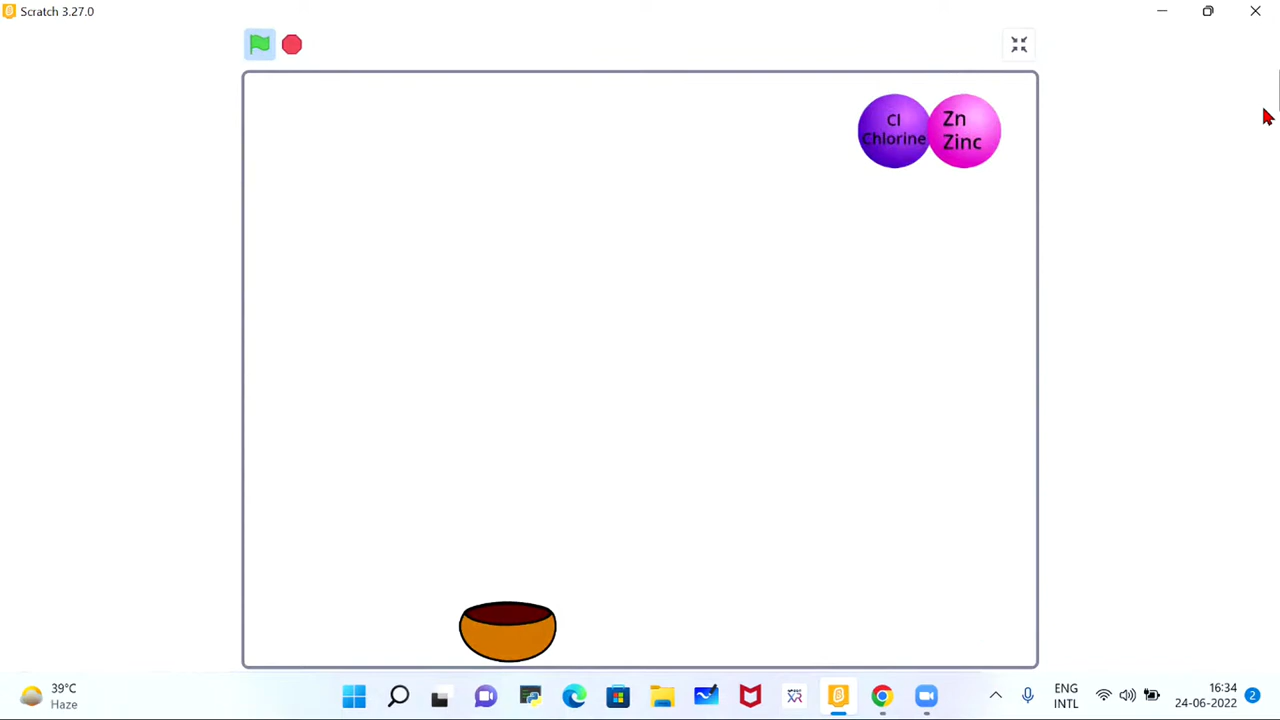 Scratch 3.27.0
Cl
Chlorine
Zn
Zinc
39°C
Haze
ENG
INTL
16:34
24-06-2022
2